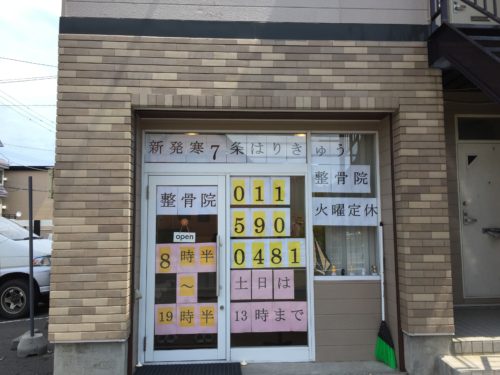 新発寒7条はりきゅう
整骨院
整骨院
火曜定休
open
8時半
～
19時半
011
590
0481
土日は
13時まで